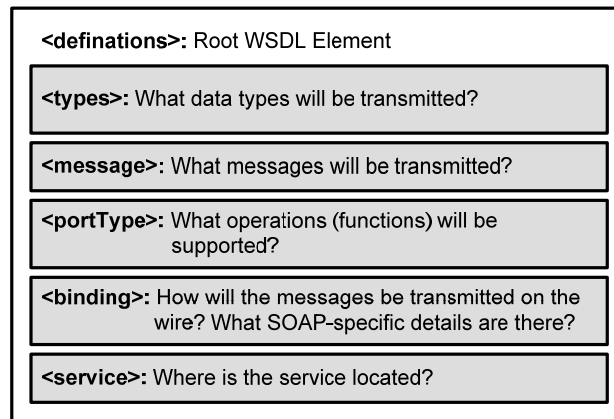 <definations>: Root WSDL Element
<types>: What data types will be transmitted?
<message>: What messages will be transmitted?
<portType>: What operations (functions) will be
supported?
<binding>: How will the messages be transmitted on the
wire? What SOAP-specific details are there?
<service>: Where is the service located?